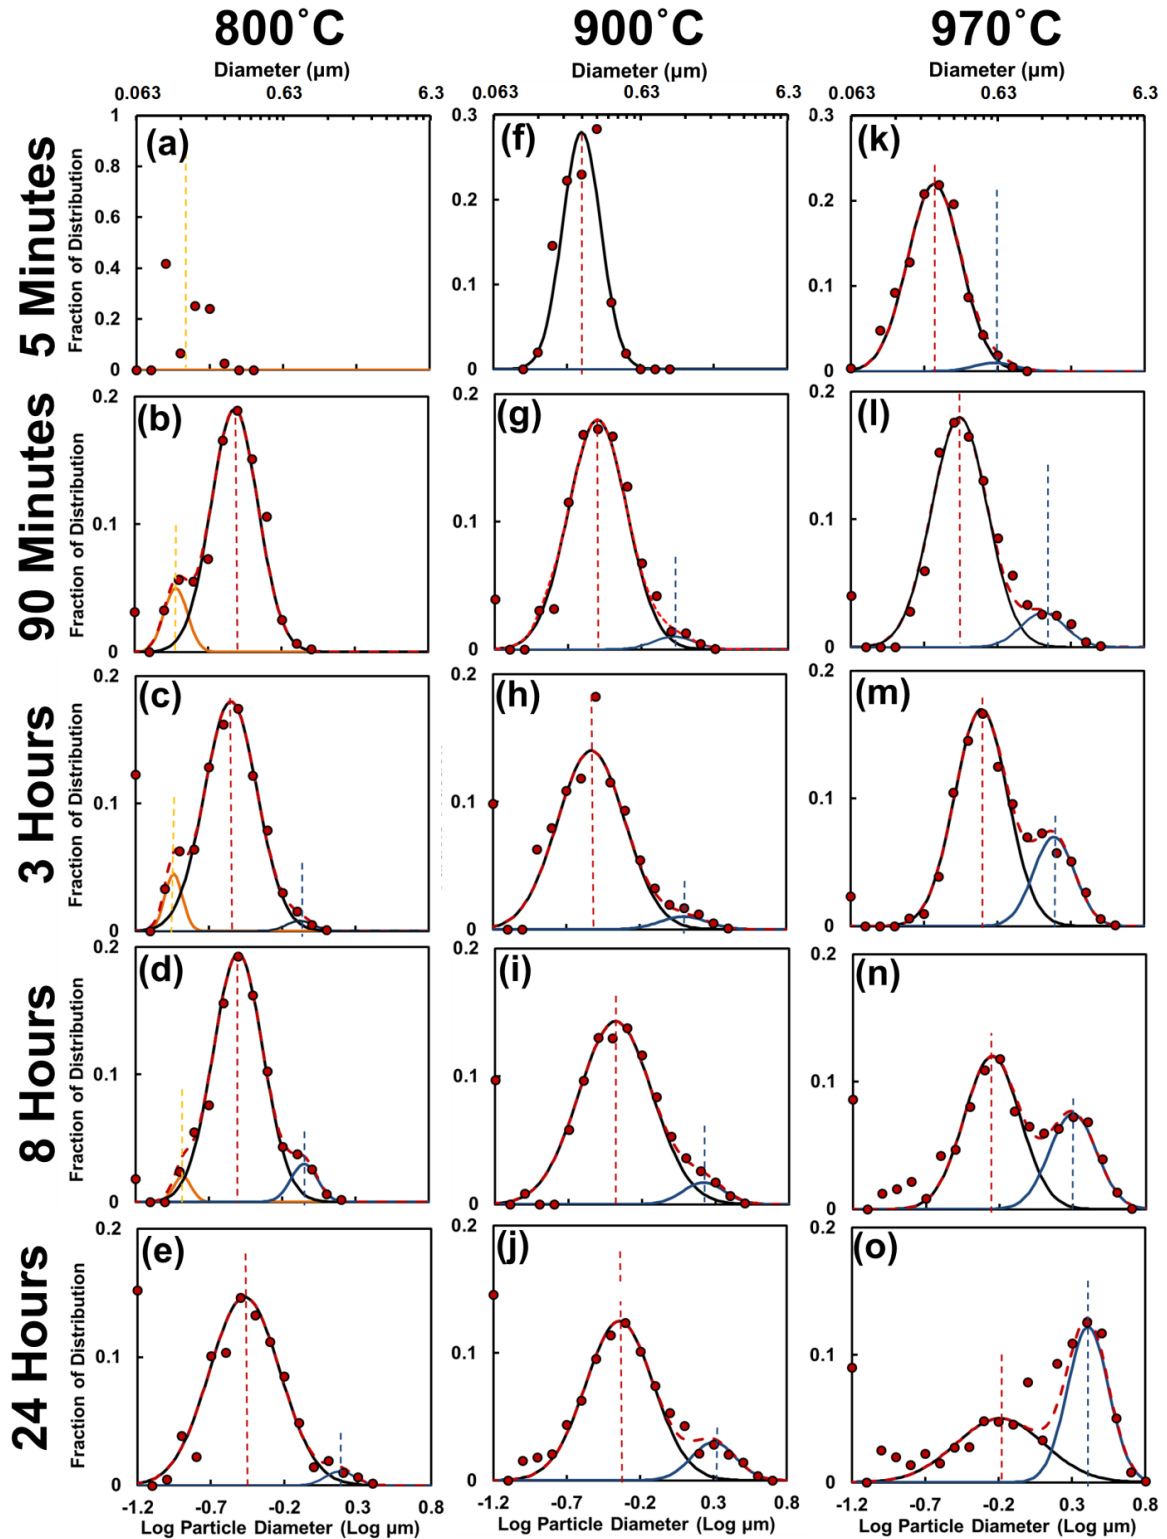 800°C 900°C 970°C
Diameter (µm) Diameter (µm) Diameter (µm)
0.063 0.63 6.3 0.063 0.63 6.3 0.063 0.63 6.3
5 Minutes
Fraction of Distribution
1
0.8
0.6
0.4
0.2
0
(a)
0.3
0.2
0.1
0
(f)
0.3
0.2
0.1
0
(k)
90 Minutes
Fraction of Distribution
0.2
0.1
0
(b)
0.2
0.1
0
(g)
0.2
0.1
0
(l)
3 Hours
Fraction of Distribution
0.2
0.1
0
(c)
0.2
0.1
0
(h)
0.2
0.1
0
(m)
8 Hours
Fraction of Distribution
0.2
0.1
0
(d)
0.2
0.1
0
(i)
0.2
0.1
0
(n)
24 Hours
Fraction of Distribution
0.2
0.1
0
(e)
0.2
0.1
0
(j)
0.2
0.1
0
(o)
-1.2 -0.7 -0.2 0.3 0.8 -1.2 -0.7 -0.2 0.3 0.8 -1.2 -0.7 -0.2 0.3 0.8
Log Particle Diameter (Log µm) Log Particle Diameter (Log µm) Log Particle Diameter (Log µm)